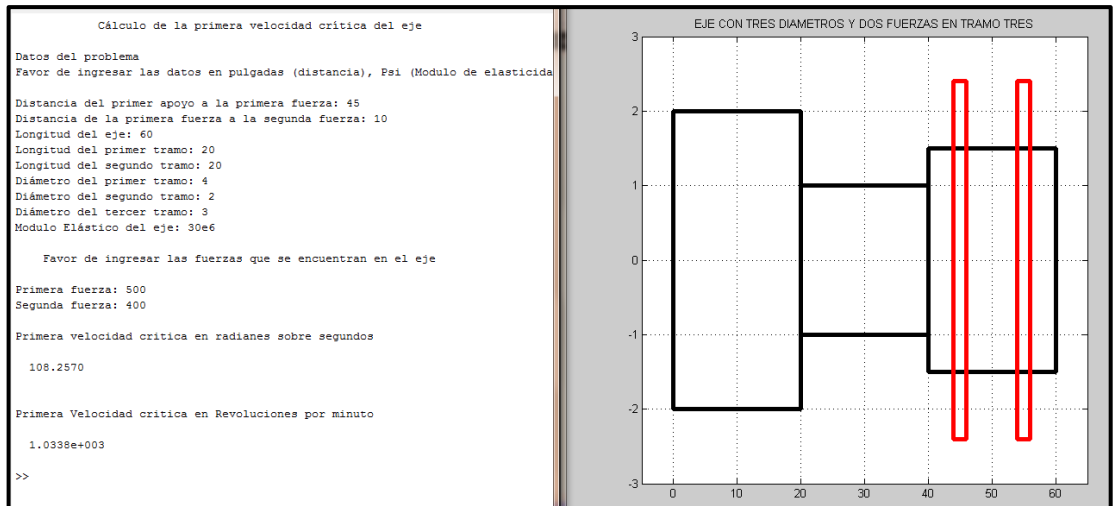 Cálculo de la primera velocidad crítica del eje
Datos del problema
Favor de ingresar las datos en pulgadas (distancia), Psi (Modulo de elasticida
Distancia del primer apoyo a la primera fuerza: 45
Distancia de la primera fuerza a la segunda fuerza: 10
Longitud del eje: 60
Longitud del primer tramo: 20
Longitud del segundo tramo: 20
Diámetro del primer tramo: 4
Diámetro del segundo tramo: 2
Diámetro del tercer tramo: 3
Modulo Elástico del eje: 30e6
Favor de ingresar las fuerzas que se encuentran en el eje
Primera fuerza: 500
Segunda fuerza: 400
Primera velocidad critica en radianes sobre segundos
108.2570
Primera Velocidad critica en Revoluciones por minuto
1.0338e+003
>>
EJE CON TRES DIAMETROS Y DOS FUERZAS EN TRAMO TRES
3
2
1
0
-1
-2
-3
0 10 20 30 40 50 60